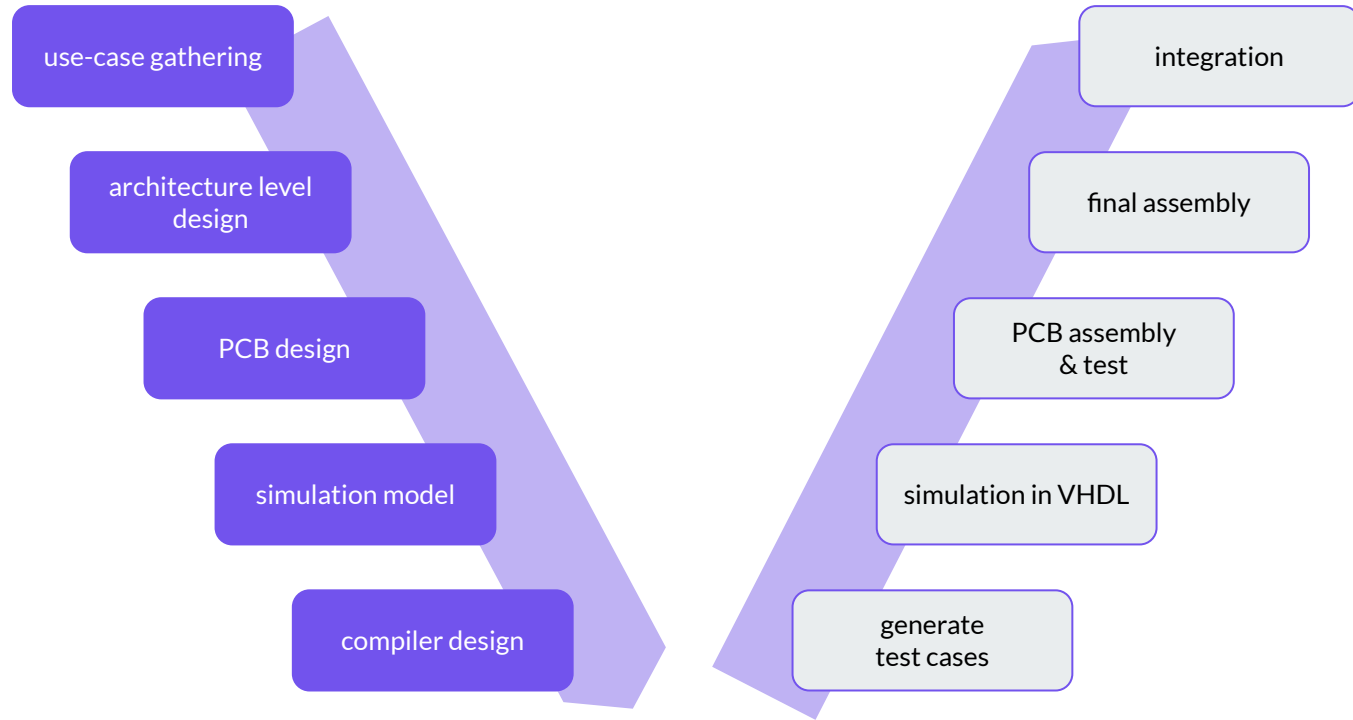 use-case gathering
integration
architecture level
design
final assembly
PCB design
PCB assembly
& test
simulation model
simulation in VHDL
compiler design
generate
test cases